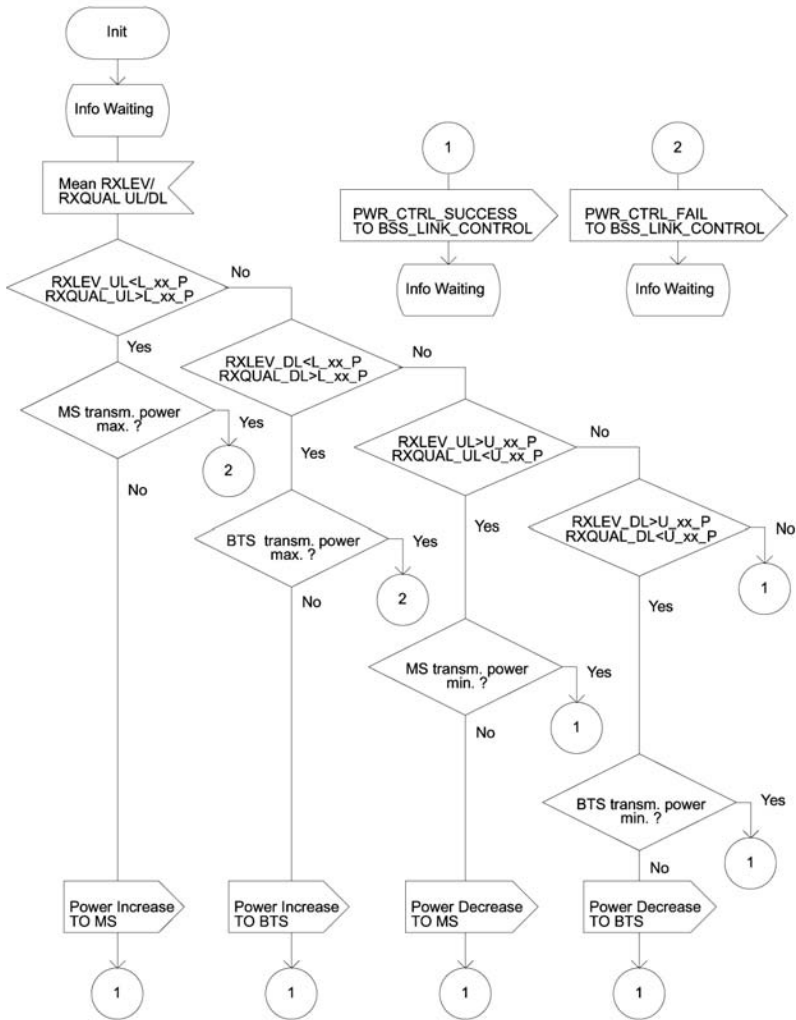 Init
Info Waiting
Mean RXLEV/
RXQUAL UL/DL
1
2
PWR_CTRL_SUCCESS
TO BSS_LINK_CONTROL
PWR_CTRL_FAIL
TO BSS_LINK_CONTROL
Info Waiting
Info Waiting
RXLEV_UL<L_xx_P
RXQUAL_UL>L_xx_P
No
Yes
RXLEV_DL<L_xx_P
RXQUAL_DL>L_xx_P
No
Yes
MS transm. power
max. ?
Yes
2
No
RXLEV_UL>U_xx_P
RXQUAL_UL<U_xx_P
No
Yes
BTS transm. power
max. ?
Yes
2
No
RXLEV_DL>U_xx_P
RXQUAL_DL<U_xx_P
No
1
Yes
MS transm. power
min. ?
Yes
1
No
BTS transm. power
min. ?
Yes
1
No
Power Increase
TO MS
Power Increase
TO BTS
Power Decrease
TO MS
Power Decrease
TO BTS
1
1
1
1